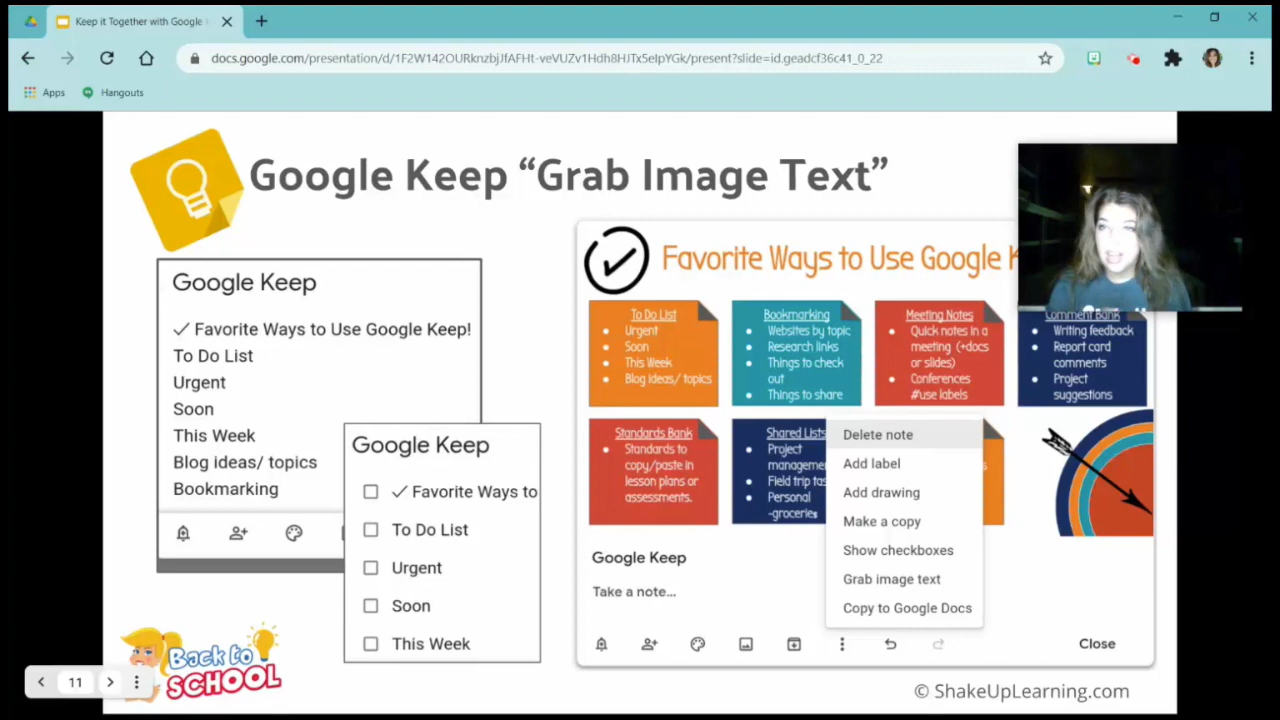 Keep it Together with Google
docs.google.com/presentation/d/1F2W142OURknzbjJfAFHt-veVUZv1Hdh8HJTx5eIpYGk/present?slide=id.geadcf36c41_0_22
Apps
Hangouts
Google Keep “Grab Image Text”
Google Keep
✓ Favorite Ways to Use Google Keep!
To Do List
Urgent
Soon
This Week
Blog ideas/ topics
Bookmarking
Google Keep
✓ Favorite Ways to
To Do List
Urgent
Soon
This Week
Favorite Ways to Use Google
To Do List
Urgent
Soon
This Week
Blog ideas/ topics
Bookmarking
Websites by topic
Research links
Things to check
out
Things to share
Meeting Notes
Quick notes in a
meeting (+docs
or slides)
Conferences
#use labels
Comment Bank
Writing feedback
Report card
comments
Project
suggestions
Standards Bank
Standards to
copy/paste in
lesson plans or
assessments.
Shared Lists
Project
Field trip
Personal
-groceries
Delete note
Add label
Add drawing
Make a copy
Show checkboxes
Grab image text
Copy to Google Docs
Google Keep
Take a note...
Close
Back to
SCHOOL
11
© ShakeUpLearning.com